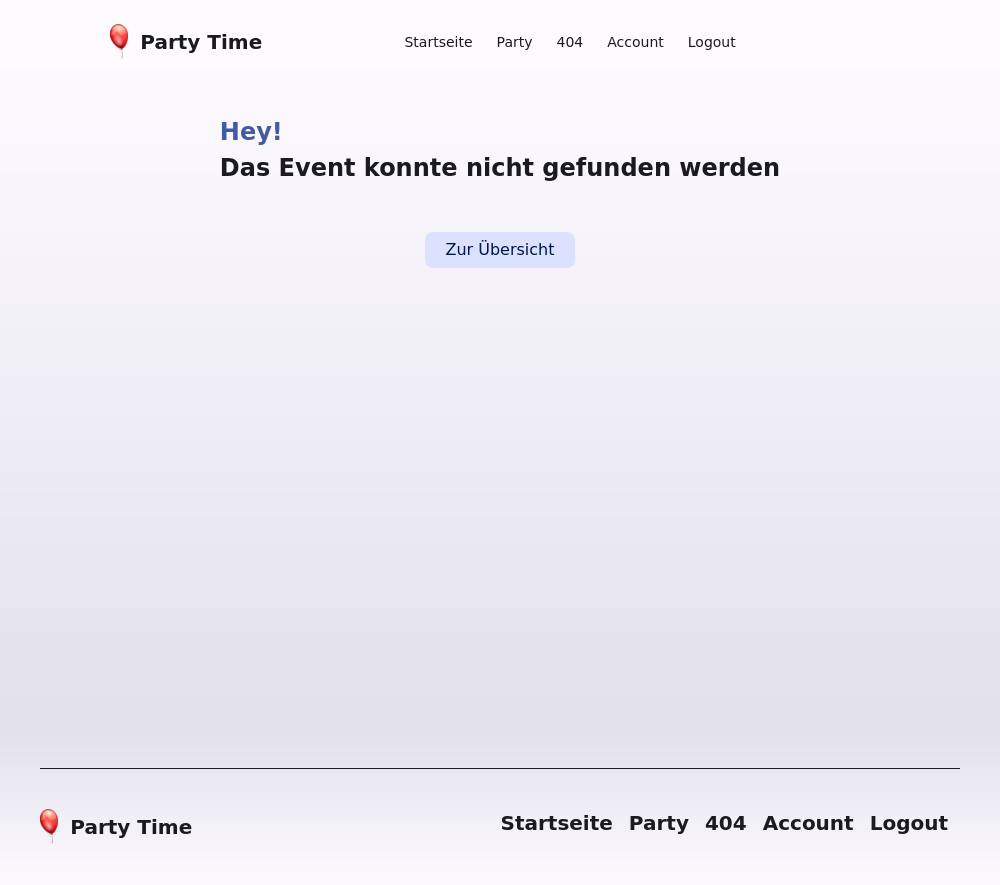 Party Time Startseite Party 404 Account Logout
Hey!
Das Event konnte nicht gefunden werden
Zur Übersicht
Party Time Startseite Party 404 Account Logout